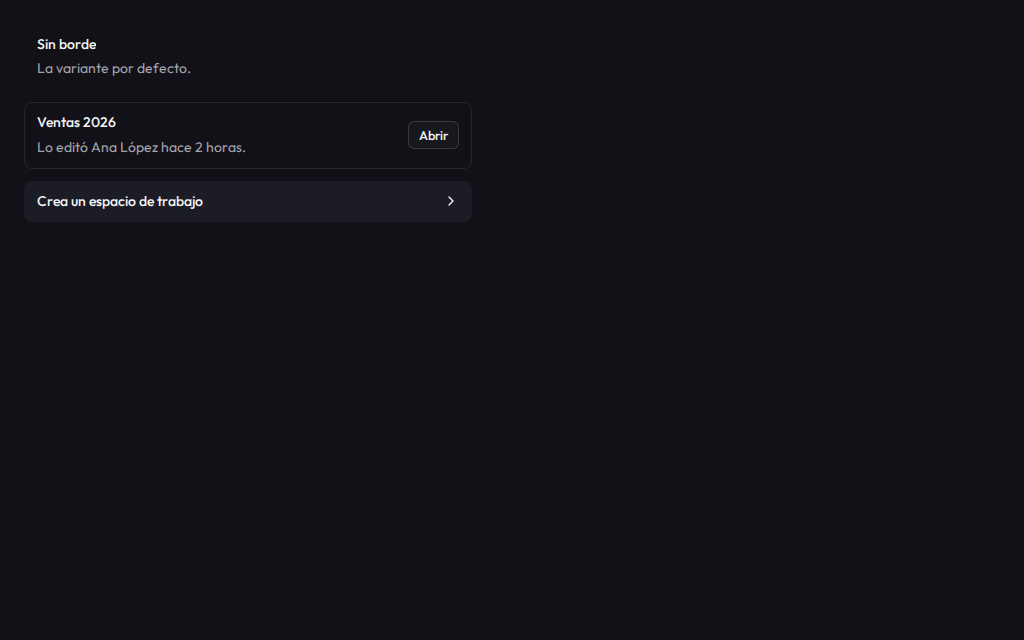 Sin borde
La variante por defecto.
Ventas 2026
Lo editó Ana López hace 2 horas.
Abrir
Crea un espacio de trabajo